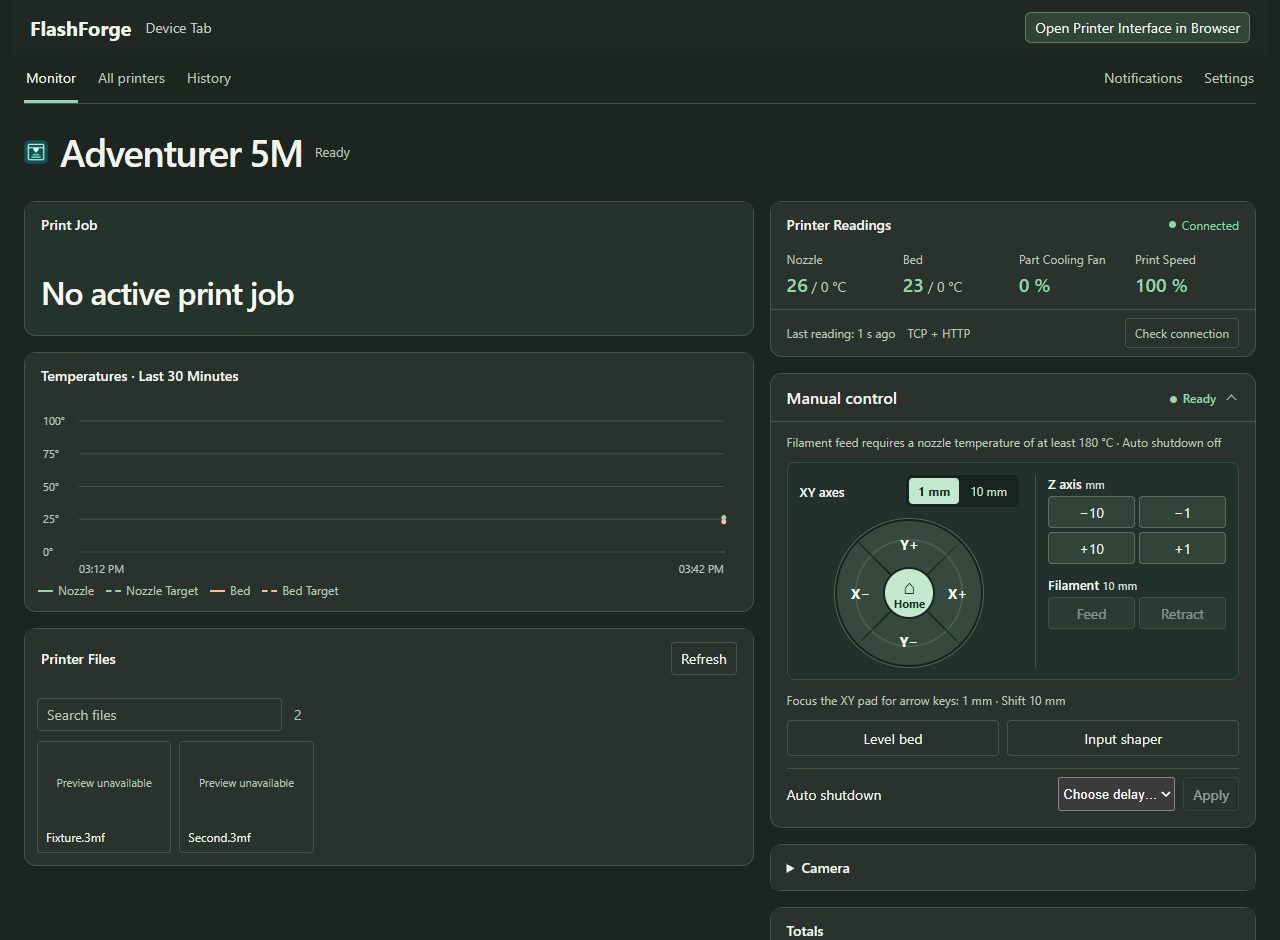 FlashForge Device Tab
Open Printer Interface in Browser
Monitor All printers History
Notifications Settings
Adventurer 5M Ready
Print Job
No active print job
Temperatures · Last 30 Minutes
100°
75°
50°
25°
0°
03:12 PM 03:42 PM
Nozzle Nozzle Target Bed Bed Target
Printer Files
Refresh
Search files 2
Preview unavailable
Fixture.3mf
Preview unavailable
Second.3mf
Printer Readings
Connected
Nozzle Bed Part Cooling Fan Print Speed
26 / 0 °C 23 / 0 °C 0 % 100 %
Last reading: 1 s ago TCP + HTTP
Check connection
Manual control
Ready
Filament feed requires a nozzle temperature of at least 180 °C · Auto shutdown off
XY axes
1 mm 10 mm
Y+
X−
Home
X+
Y−
Z axis mm
−10 −1
+10 +1
Filament 10 mm
Feed Retract
Focus the XY pad for arrow keys: 1 mm · Shift 10 mm
Level bed Input shaper
Auto shutdown
Choose delay... Apply
Camera
Totals